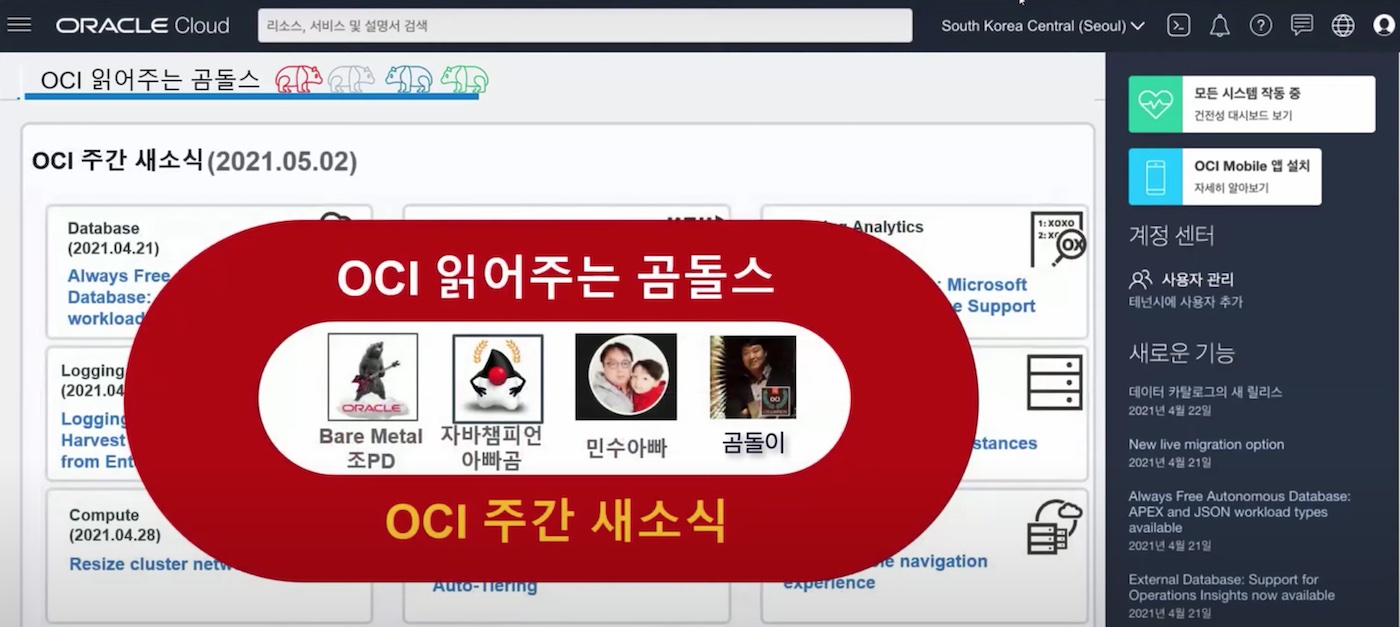 ORACLE Cloud
리소스, 서비스 및 설명서 검색
South Korea Central (Seoul)
OCI 읽어주는 곰돌스
OCI 주간 새소식(2021.05.02)
Database
(2021.04.21)
Always Free
Database:
workload
Analytics
1: XOXO
OX
: Microsoft
Support
Logging
(2021.04
Logging
Harvest
from Ent
stances
Compute
(2021.04.28)
Resize cluster netw
Auto-Tiering
navigation
experience
OCI 읽어주는 곰돌스
ORACLE
OCI
Bare Metal
조PD
자바챔피언
아빠곰
민수아빠
곰돌이
OCI 주간 새소식
모든 시스템 작동 중
건전성 대시보드 보기
OCI Mobile 앱 설치
자세히 알아보기
계정 센터
사용자 관리
테넌시에 사용자 추가
새로운 기능
데이터 카탈로그의 새 릴리스
2021년 4월 22일
New live migration option
2021년 4월 21일
Always Free Autonomous Database:
APEX and JSON workload types
available
2021년 4월 21일
External Database: Support for
Operations Insights now available
2021년 4월 21일